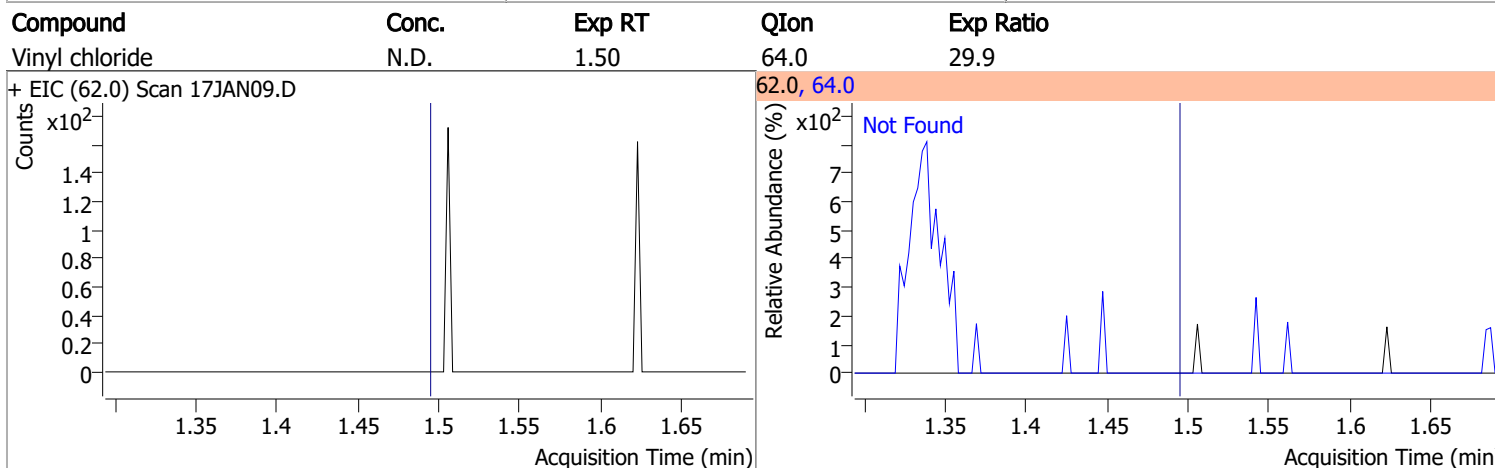 Compound Conc. Exp RT QIon Exp Ratio
Vinyl chloride N.D. 1.50 64.0 29.9
+ EIC (62.0) Scan 17JAN09.D
Counts
x10²
1.4
1.2
1
0.8
0.6
0.4
0.2
0
1.35 1.4 1.45 1.5 1.55 1.6 1.65
Acquisition Time (min)
62.0, 64.0
Relative Abundance (%)
x10²
Not Found
7
6
5
4
3
2
1
0
1.35 1.4 1.45 1.5 1.55 1.6 1.65
Acquisition Time (min)